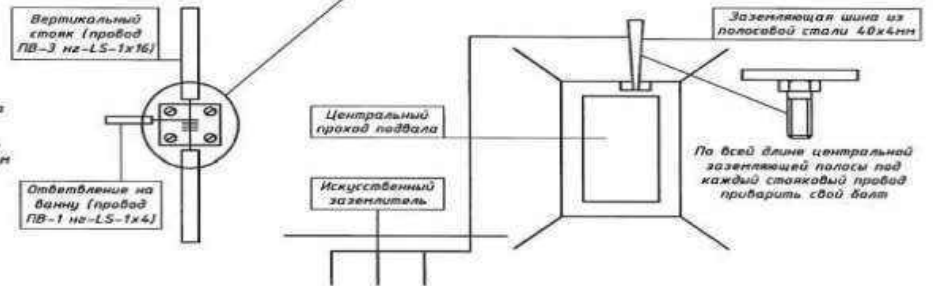 Вертикальный
стояк (провод
ПВ-3 нг-LS-1х16)
Ответвление на
ванну (провод
ПВ-1 нг-LS-1х4)
Центральный
проход подвала
Искусственный
заземлитель
Заземляющая шина из
полосовой стали 40х4мм
По всей длине центральной
заземляющей полосы под
каждый стояковый провод
приварить свой болт